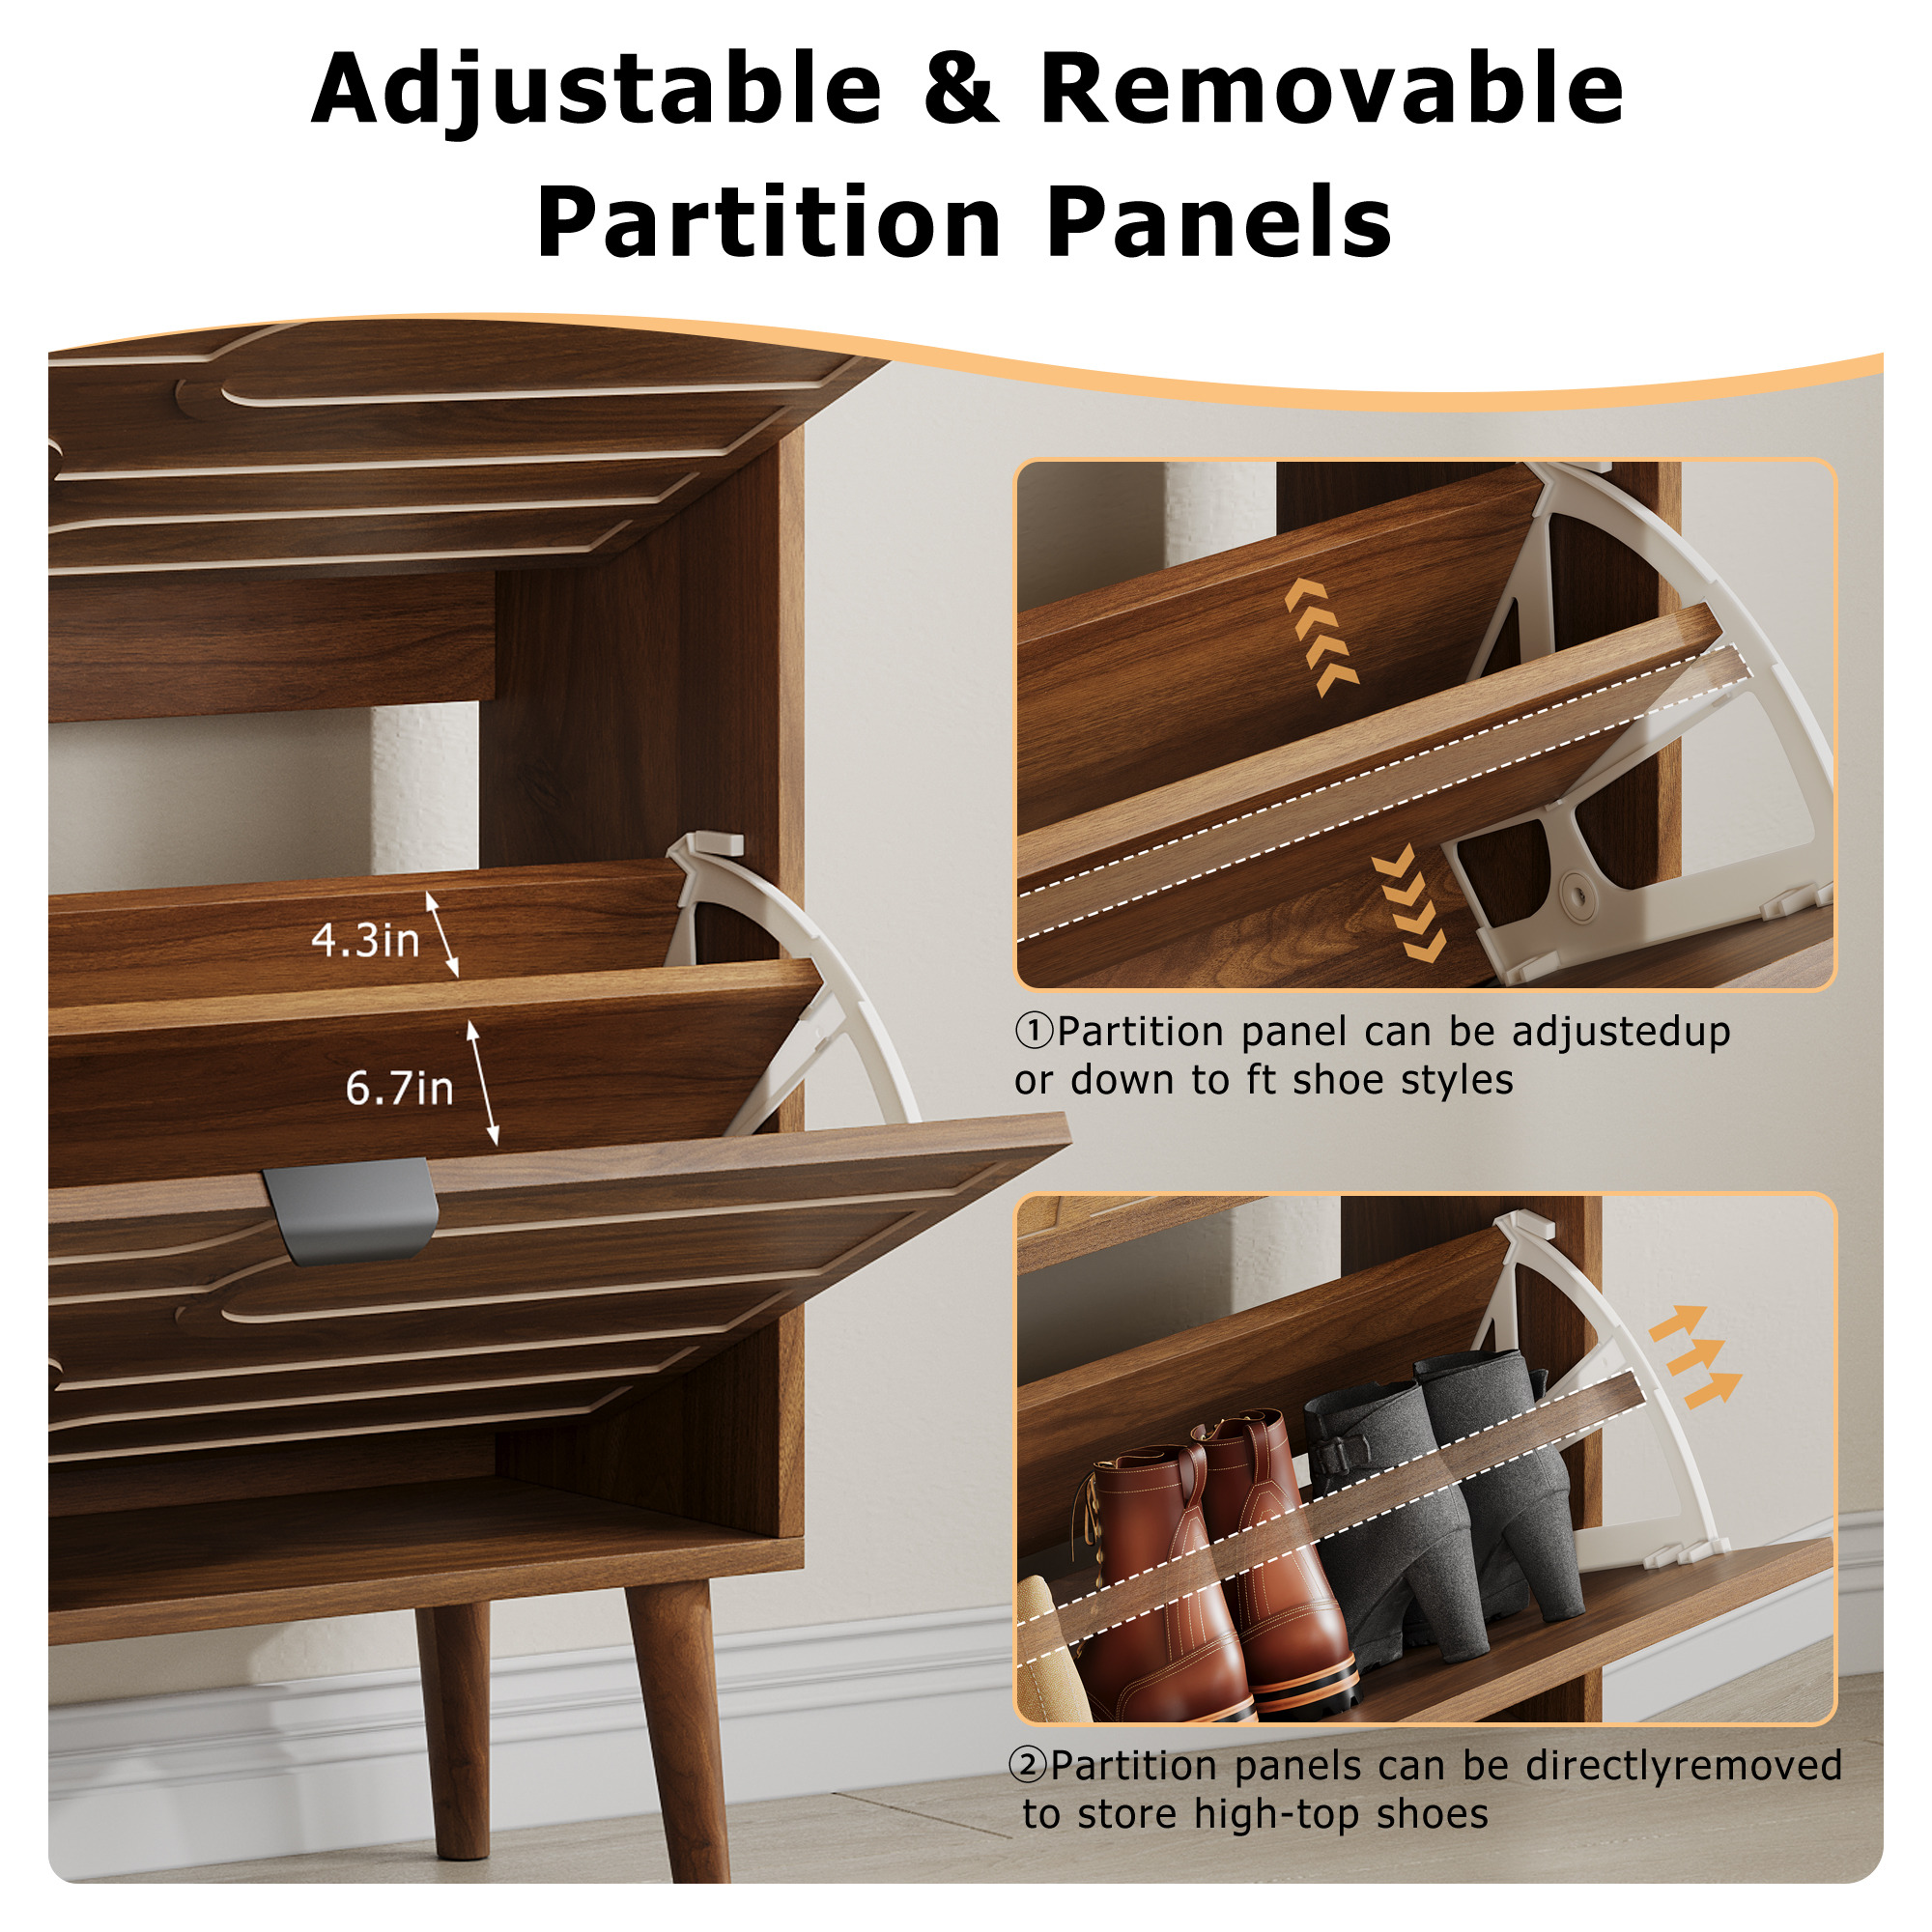 Adjustable & Removable
Partition Panels
4.3in
6.7in
①Partition panel can be adjustedup
or down to ft shoe styles
②Partition panels can be directlyremoved
to store high-top shoes